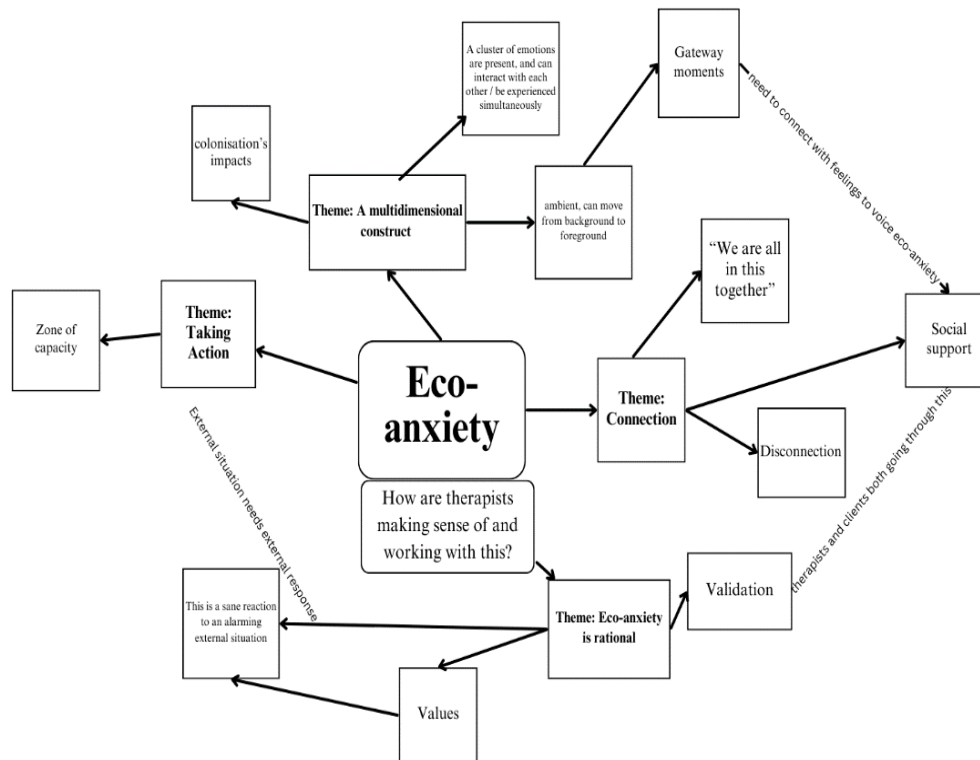 A cluster of emotions
are present, and can
interact with each
other / be experienced
simultaneously
Gateway
moments
need to connect with feelings to voice eco-anxiety
colonisation's
impacts
Theme: A multidimensional
construct
ambient, can move
from background to
foreground
"We are all
in this
together"
Zone of
capacity
Theme:
Taking
Action
Social
support
Eco-
anxiety
Theme:
Connection
Disconnection
How are therapists
making sense of and
working with this?
External situation needs external response
therapists and clients both going through this
This is a sane reaction
to an alarming
external situation
Theme: Eco-anxiety
is rational
Validation
Values